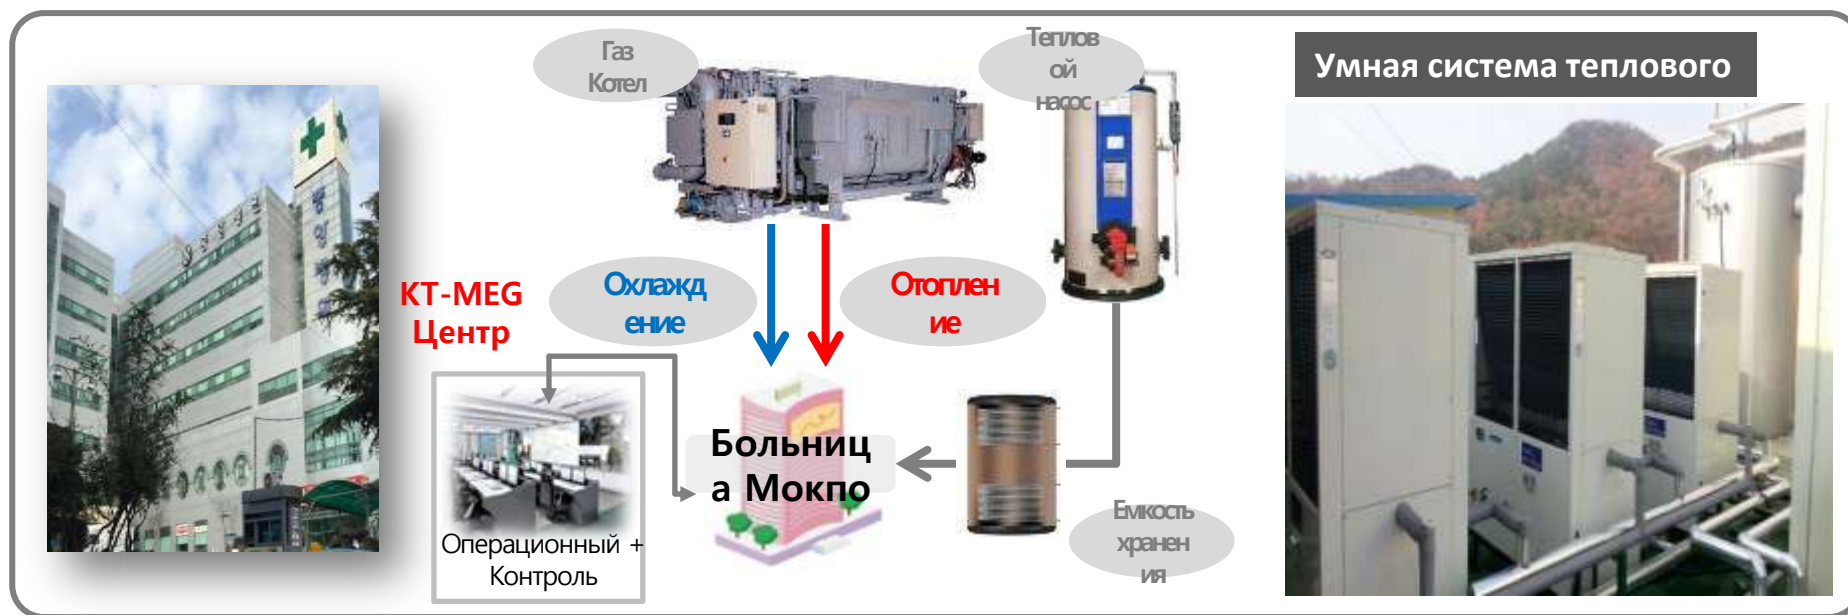 Газ
Котел
Теплов
ой
насос
Умная система теплового
KT-MEG
Центр
Охлажд
ение
Отоплен
ие
Больниц
а Мокпо
Операционный +
Контроль
Емкость
хранен
ия